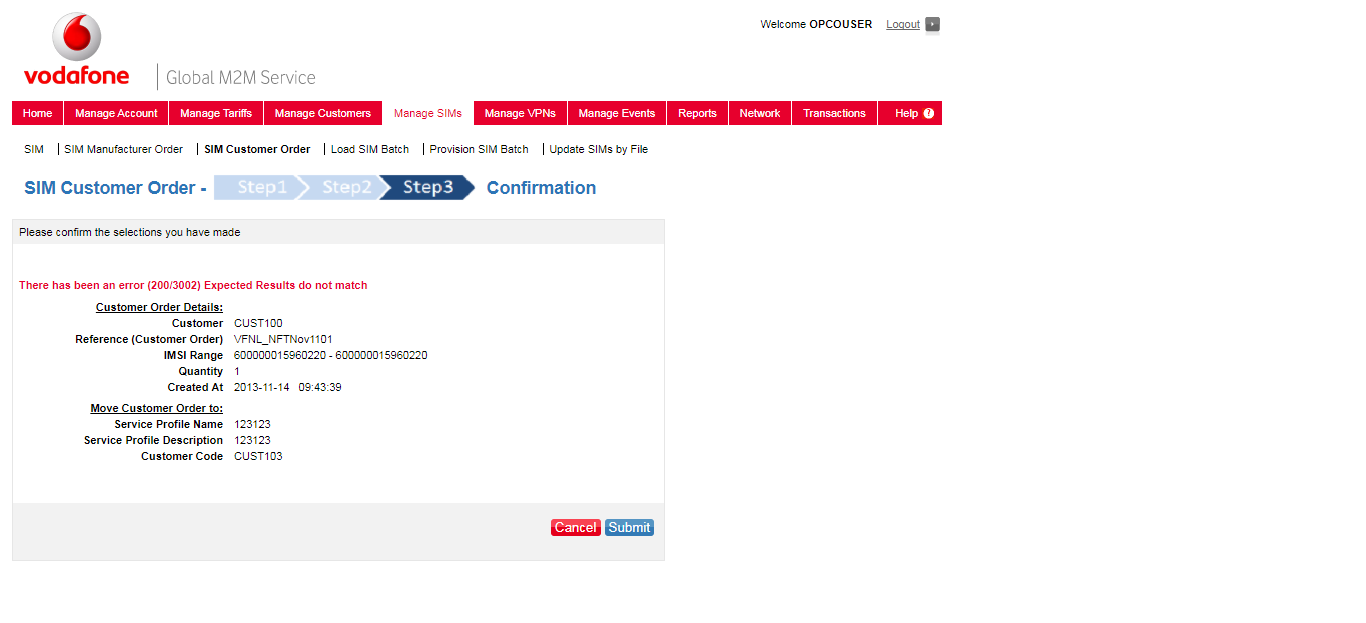 Welcome OPCOUSER Logout
vodafone
Global M2M Service
Home Manage Account Manage Tariffs Manage Customers Manage SIMs Manage VPNs Manage Events Reports Network Transactions Help ?
SIM SIM Manufacturer Order SIM Customer Order Load SIM Batch Provision SIM Batch Update SIMs by File
SIM Customer Order - Step1 Step2 Step3 Confirmation
Please confirm the selections you have made
There has been an error (200/3002) Expected Results do not match
Customer Order Details:
Customer CUST100
Reference (Customer Order) VFNL_NFTNov1101
IMSI Range 600000015960220 - 600000015960220
Quantity 1
Created At 2013-11-14 09:43:39
Move Customer Order to:
Service Profile Name 123123
Service Profile Description 123123
Customer Code CUST103
Cancel Submit